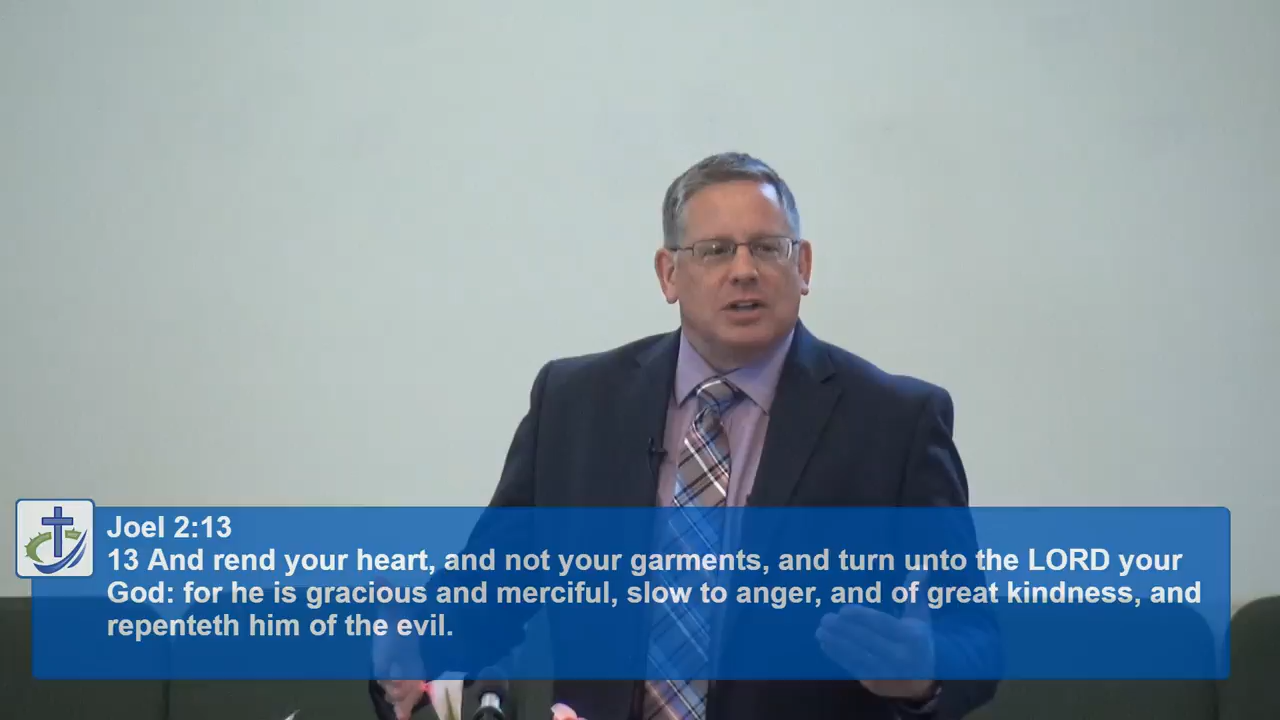 Joel 2:13
13 And rend your heart, and not your garments, and turn unto the LORD your
God: for he is gracious and merciful, slow to anger, and of great kindness, and
repenteth him of the evil.